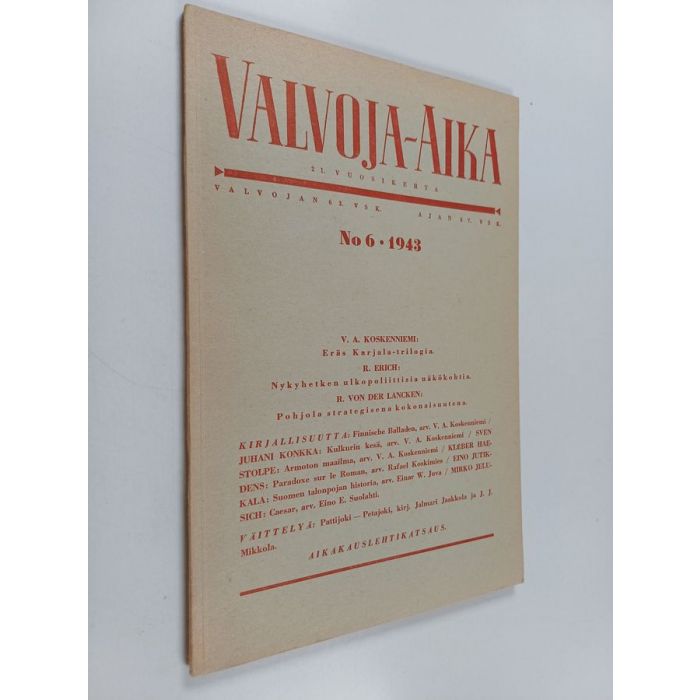 VALVOJA-AIKA
21. VUOSIKERTA
VALVOJAN 63. VSK. AJAN 37. VSK.
No 6 • 1943
V. A. KOSKENNIEMI:
Eräs Karjala-trilogia.
R. ERICH:
Nykyhetken ulkopoliittisia näkökohtia.
R. VON DER LANCKEN:
Pohjola strategisena kokonaisuutena.
KIRJALLISUUTTA: Finnische Balladen, arv. V. A. Koskenniemi /
JUHANI KONKKA: Kulkurin kesä, arv. V. A. Koskenniemi / SVEN
STOLPE: Armoton maailma, arv. V. A. Koskenniemi / KLÉBER HAE-
DENS: Paradoxe sur le Roman, arv. Rafael Koskimies / EINO JUTIK-
KALA: Suomen talonpojan historia, arv. Einar W. Juva / MIRKO JELU-
SICH: Caesar, arv. Eino E. Suolahti.
VÄITTELYÄ: Pattijoki — Petajoki, kirj. Jalmari Jaakkola ja J. J.
Mikkola.
AIKAKAUSLEHTIKATSAUS.